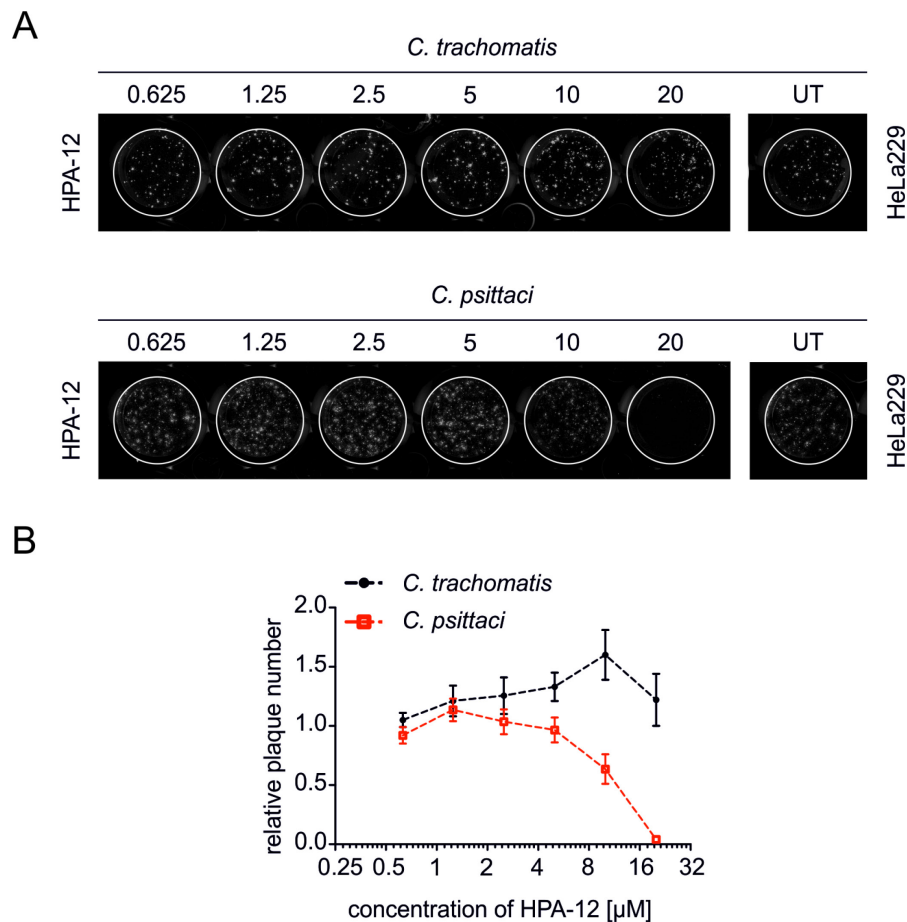 A
C. trachomatis
0.625 1.25 2.5 5 10 20 UT
HPA-12
HeLa229
C. psittaci
0.625 1.25 2.5 5 10 20 UT
HPA-12
HeLa229
B
C. trachomatis
C. psittaci
relative plaque number
2.0
1.5
1.0
0.5
0.0
0.25 0.5 1 2 4 8 16 32
concentration of HPA-12 [µM]